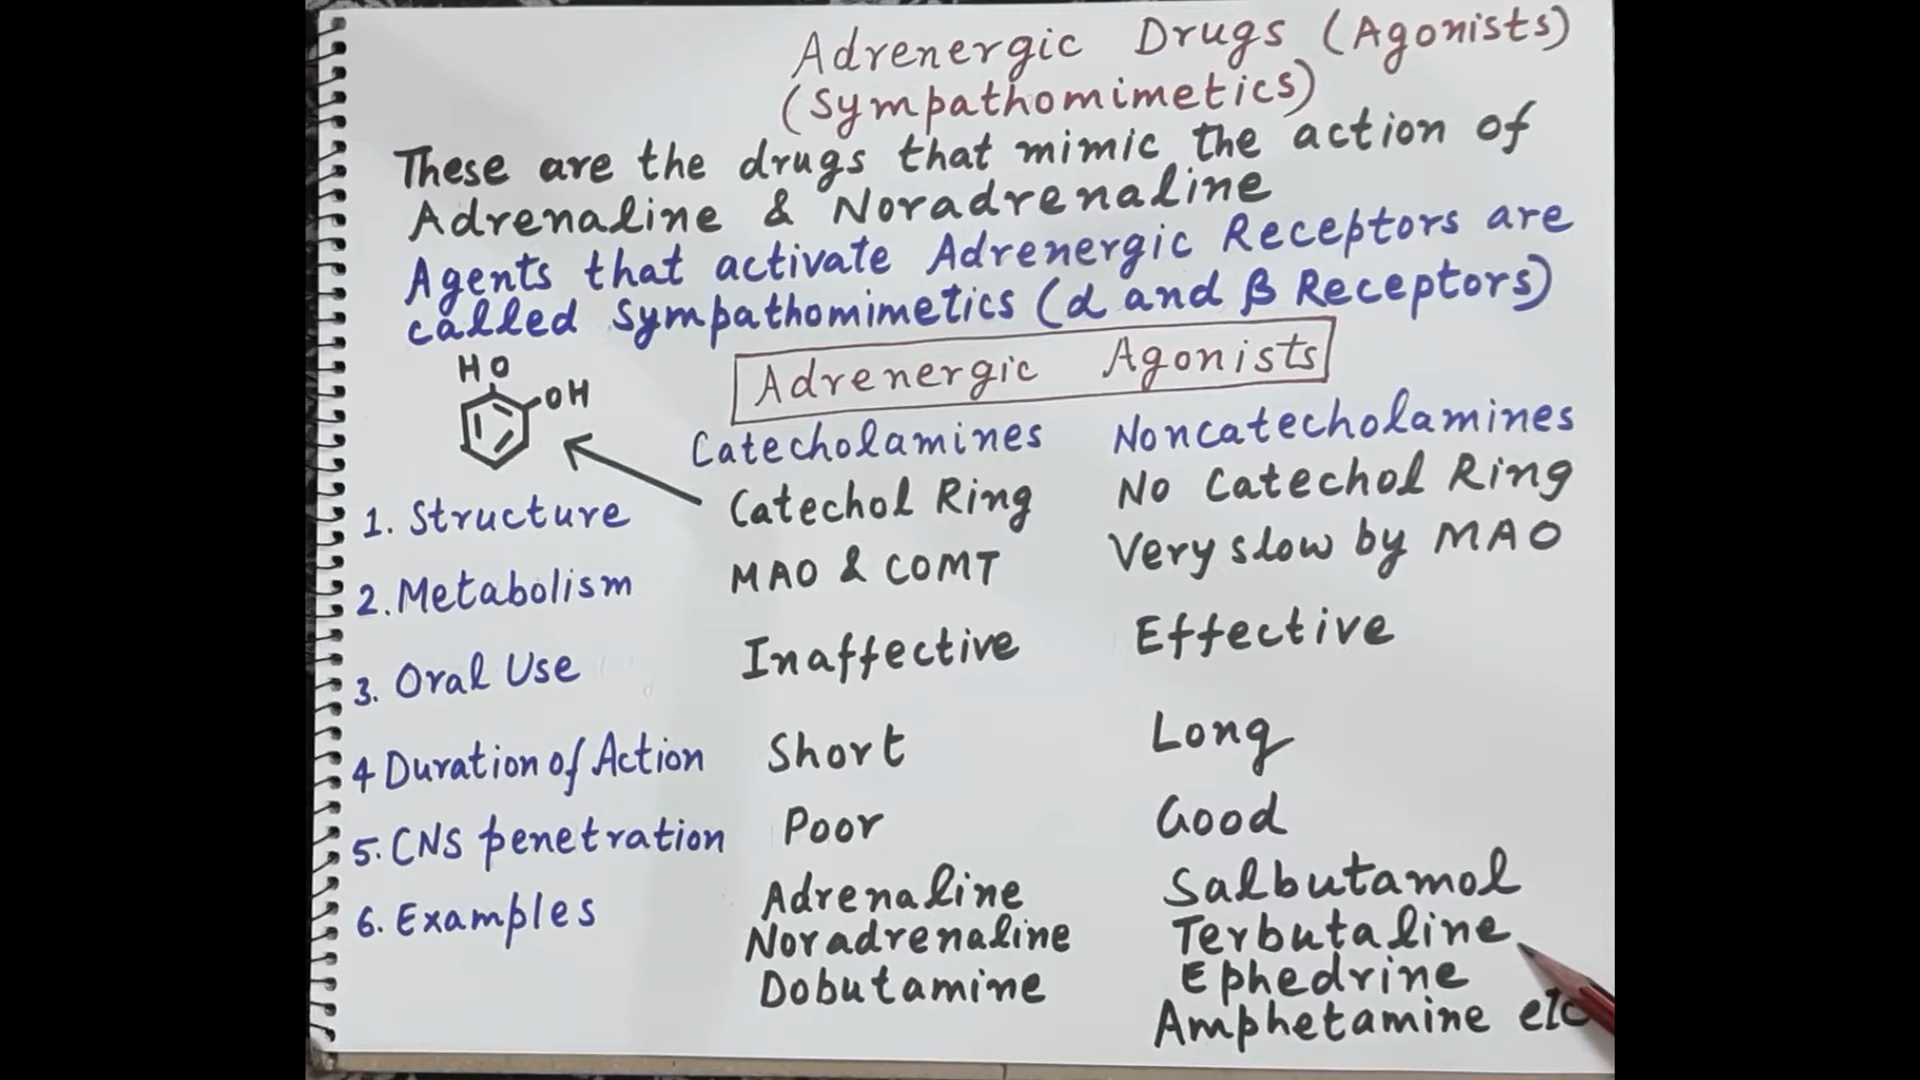 Adrenergic Drugs (Agonists)
(Sympathomimetics)
These are the drugs that mimic the action of
Adrenaline & Noradrenaline
Agents that activate Adrenergic Receptors are
called Sympathomimetics (α and β Receptors)
HO
OH
Adrenergic Agonists
Catecholamines Noncatecholamines
1. Structure Catechol Ring No Catechol Ring
2. Metabolism MAO & COMT Very slow by MAO
3. Oral Use Inaffective Effective
4 Duration of Action Short Long
5. CNS penetration Poor Good
6. Examples Adrenaline Salbutamol
Noradrenaline Terbutaline
Dobutamine Ephedrine
Amphetamine etc